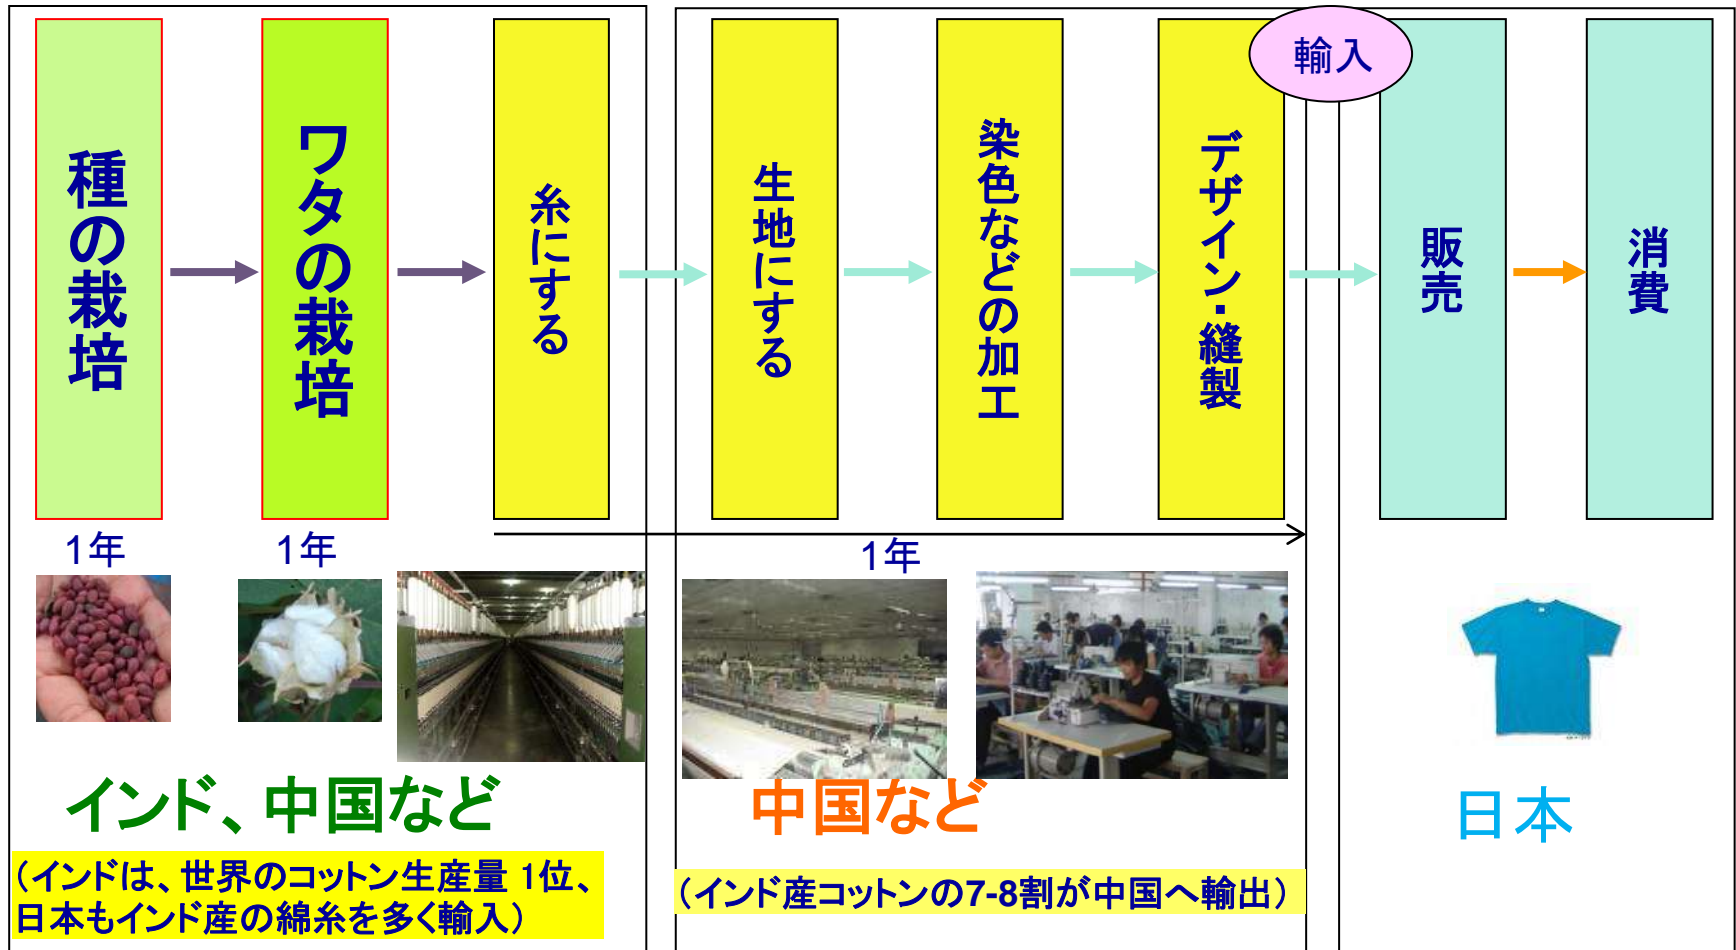 種の栽培
ワタの栽培
糸にする
生地にする
染色などの加工
デザイン・縫製
輸入
販売
消費
1年
1年
1年
インド、中国など
(インドは、世界のコットン生産量 1位、
日本もインド産の綿糸を多く輸入)
中国など
(インド産コットンの7-8割が中国へ輸出)
日本